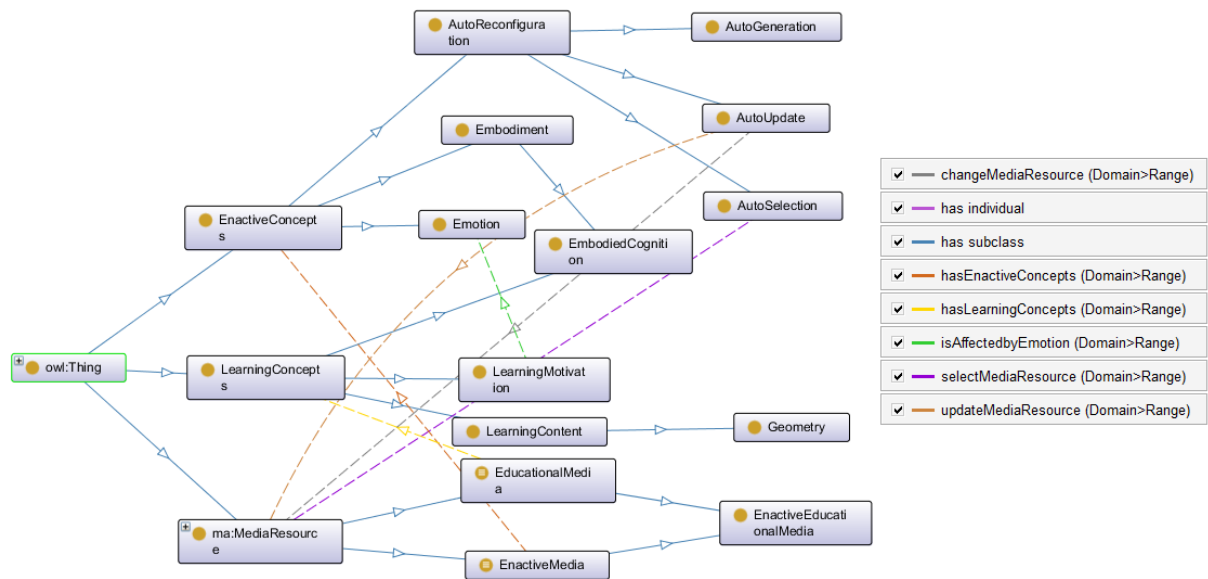 AutoReconfigura
tion
AutoGeneration
AutoUpdate
Embodiment
AutoSelection
EnactiveConcept
s
Emotion
EmbodiedCogniti
on
owl:Thing
LearningConcept
s
LearningMotivat
ion
LearningContent
Geometry
EducationalMedi
a
ma:MediaResourc
e
EnactiveEducati
onalMedia
EnactiveMedia
changeMediaResource (Domain>Range)
has individual
has subclass
hasEnactiveConcepts (Domain>Range)
hasLearningConcepts (Domain>Range)
isAffectedbyEmotion (Domain>Range)
selectMediaResource (Domain>Range)
updateMediaResource (Domain>Range)